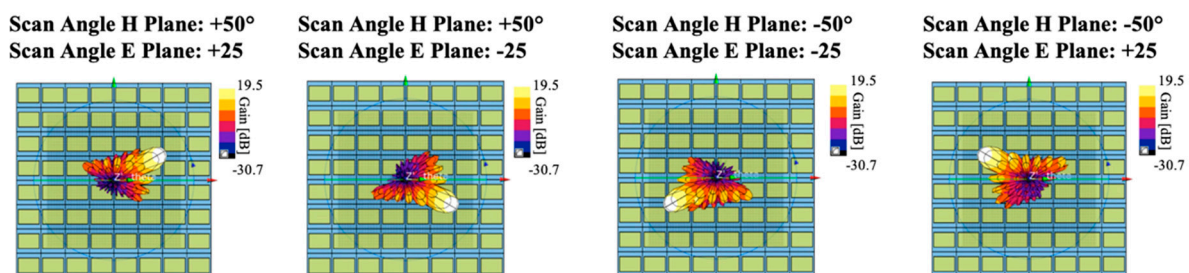 Scan Angle H Plane: +50°
Scan Angle E Plane: +25
19.5
Gain [dB]
-30.7
Scan Angle H Plane: +50°
Scan Angle E Plane: -25
19.5
Gain [dB]
-30.7
Scan Angle H Plane: -50°
Scan Angle E Plane: -25
19.5
Gain [dB]
-30.7
Scan Angle H Plane: -50°
Scan Angle E Plane: +25
19.5
Gain [dB]
-30.7